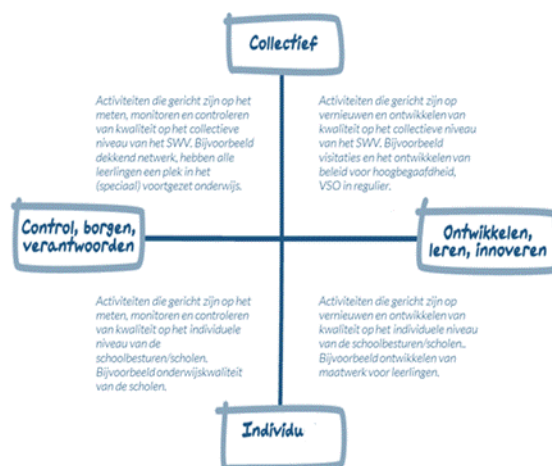 Collectief
Activiteiten die gericht zijn op het
meten, monitoren en controleren
van kwaliteit op het collectieve
niveau van het SWV. Bijvoorbeeld
dekkend netwerk, hebben alle
leerlingen een plek in het
(speciaal) voortgezet onderwijs.
Activiteiten die gericht zijn op
vernieuwen en ontwikkelen van
kwaliteit op het collectieve niveau
van het SWV. Bijvoorbeeld
visitaties en het ontwikkelen van
beleid voor hoogbegaafdheid,
VSO in regulier.
Control, borgen,
verantwoorden
Ontwikkelen,
leren, innoveren
Activiteiten die gericht zijn op het
meten, monitoren en controleren
van kwaliteit op het individuele
niveau van de
schoolbesturen/scholen.
Bijvoorbeeld onderwijskwaliteit
van de scholen.
Activiteiten die gericht zijn op
vernieuwen en ontwikkelen van
kwaliteit op het individuele niveau
van de schoolbesturen/scholen..
Bijvoorbeeld ontwikkelen van
maatwerk voor leerlingen.
Individu